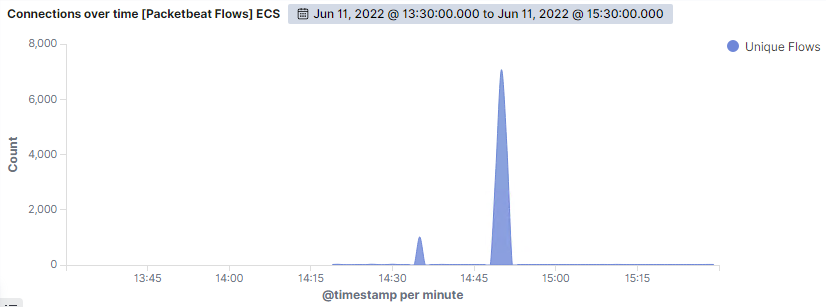 Connections over time [Packetbeat Flows] ECS Jun 11, 2022 @ 13:30:00.000 to Jun 11, 2022 @ 15:30:00.000
8,000
6,000
4,000
2,000
0
Count
13:45 14:00 14:15 14:30 14:45 15:00 15:15
@timestamp per minute
Unique Flows